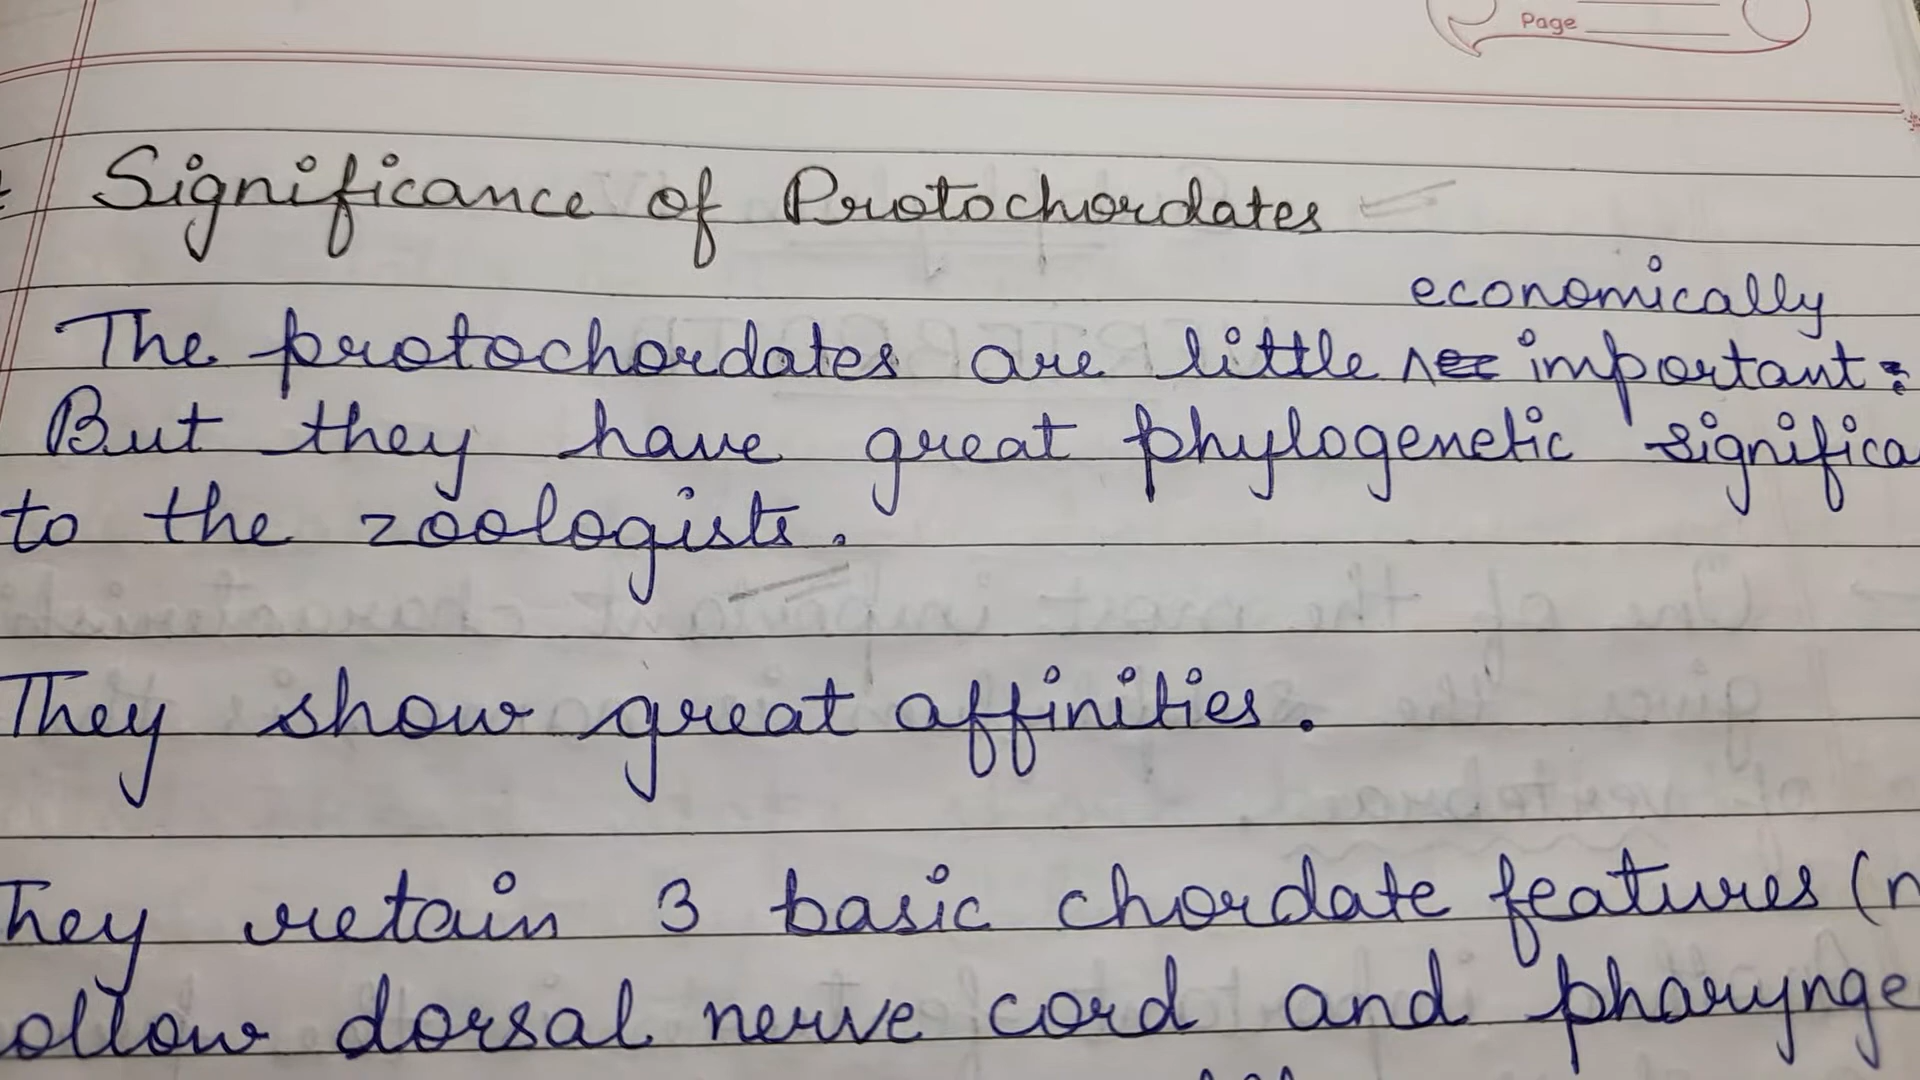 Page
Significance of Protochordates
economically
The protochordates are little important.
But they have great phylogenetic significa
to the zoologists.
They show great affinities.
They retain 3 basic chordate features (n
ollow dorsal nerve cord and pharynge